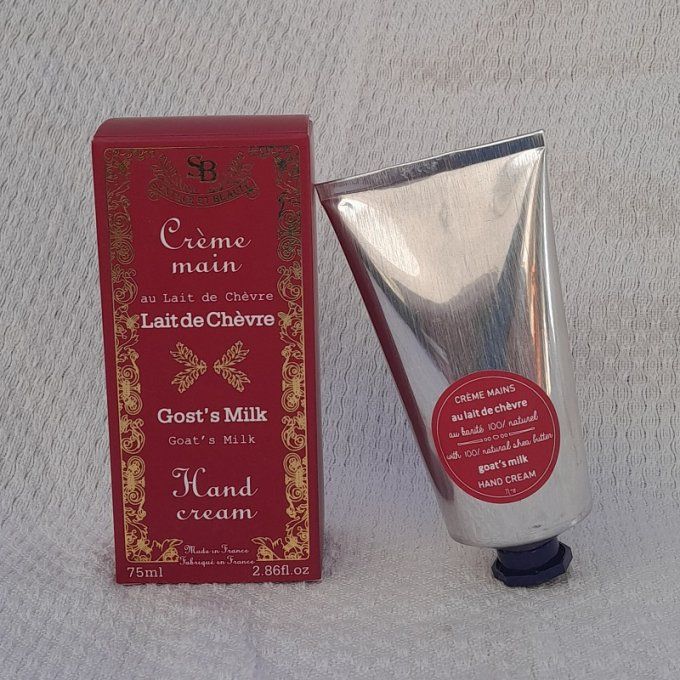 SB
Crème
main
au Lait de Chèvre
Lait de Chèvre
Gost's Milk
Goat's Milk
Hand
cream
Made in France
Fabriqué en France
75ml 2.86fl.oz
CRÈME MAINS
au lait de chèvre
au karité 100% naturel
with 100% natural shea butter
goat's milk
HAND CREAM